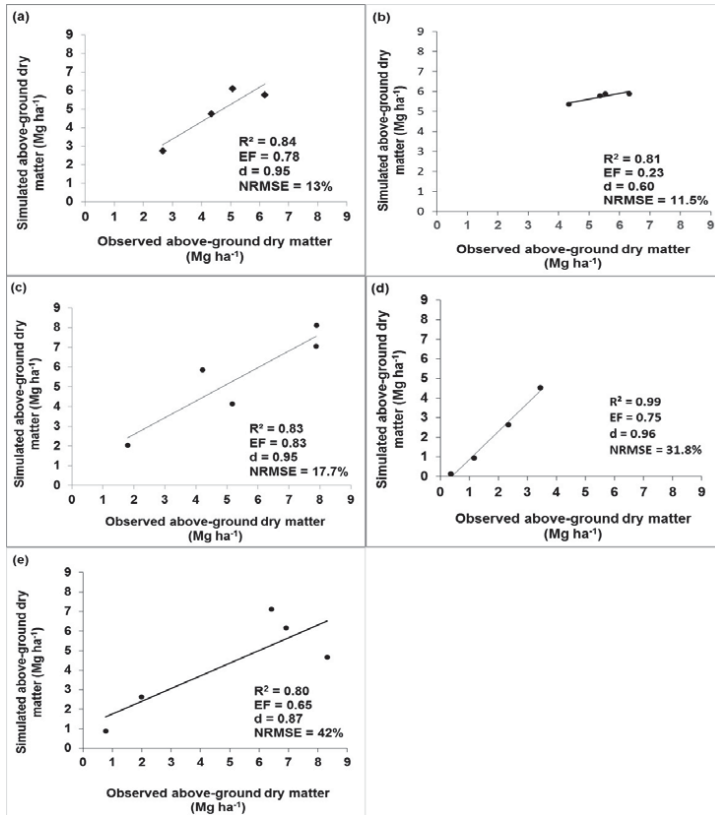 (a)
Simulated above-ground dry
matter (Mg ha⁻¹)
9
8
7
6
5
4
3
2
1
0
R² = 0.84
EF = 0.78
d = 0.95
NRMSE = 13%
0 1 2 3 4 5 6 7 8 9
Observed above-ground dry matter
(Mg ha⁻¹)
(b)
Simulated above-ground dry
matter (Mg ha⁻¹)
9
8
7
6
5
4
3
2
1
0
R² = 0.81
EF = 0.23
d = 0.60
NRMSE = 11.5%
0 1 2 3 4 5 6 7 8 9
Observed above-ground dry matter
(Mg ha⁻¹)
(c)
Simulated above-ground dry
matter (Mg ha⁻¹)
9
8
7
6
5
4
3
2
1
0
R² = 0.83
EF = 0.83
d = 0.95
NRMSE = 17.7%
0 1 2 3 4 5 6 7 8 9
Observed above-ground dry matter
(Mg ha⁻¹)
(d)
Simulated above-ground dry
matter (Mg ha⁻¹)
9
8
7
6
5
4
3
2
1
0
R² = 0.99
EF = 0.75
d = 0.96
NRMSE = 31.8%
0 1 2 3 4 5 6 7 8 9
Observed above-ground dry matter
(Mg ha⁻¹)
(e)
Simulated above-ground dry
matter (Mg ha⁻¹)
9
8
7
6
5
4
3
2
1
0
R² = 0.80
EF = 0.65
d = 0.87
NRMSE = 42%
0 1 2 3 4 5 6 7 8 9
Observed above-ground dry matter
(Mg ha⁻¹)